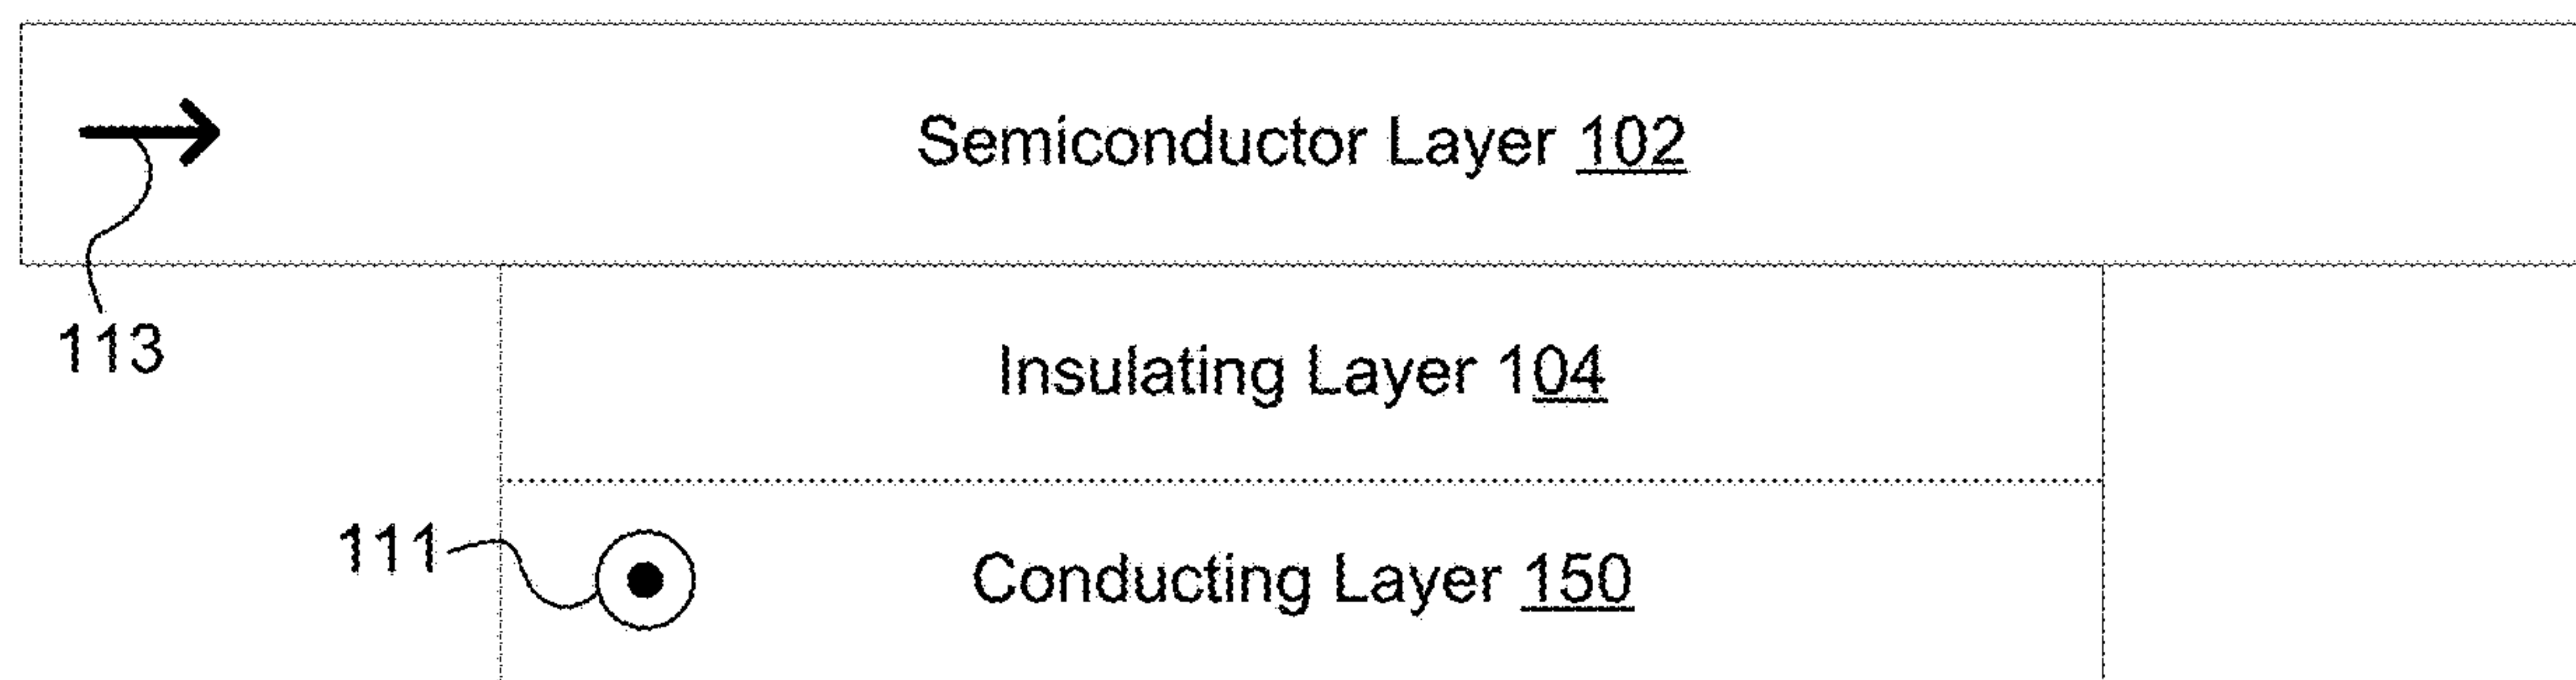 Semiconductor Layer 102
113
Insulating Layer 104
111
Conducting Layer 150